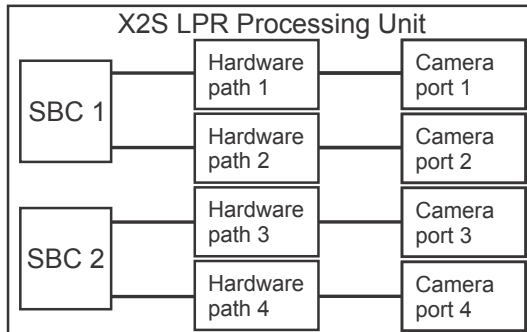 X2S LPR Processing Unit
SBC 1
Hardware
path 1
Camera
port 1
Hardware
path 2
Camera
port 2
SBC 2
Hardware
path 3
Camera
port 3
Hardware
path 4
Camera
port 4